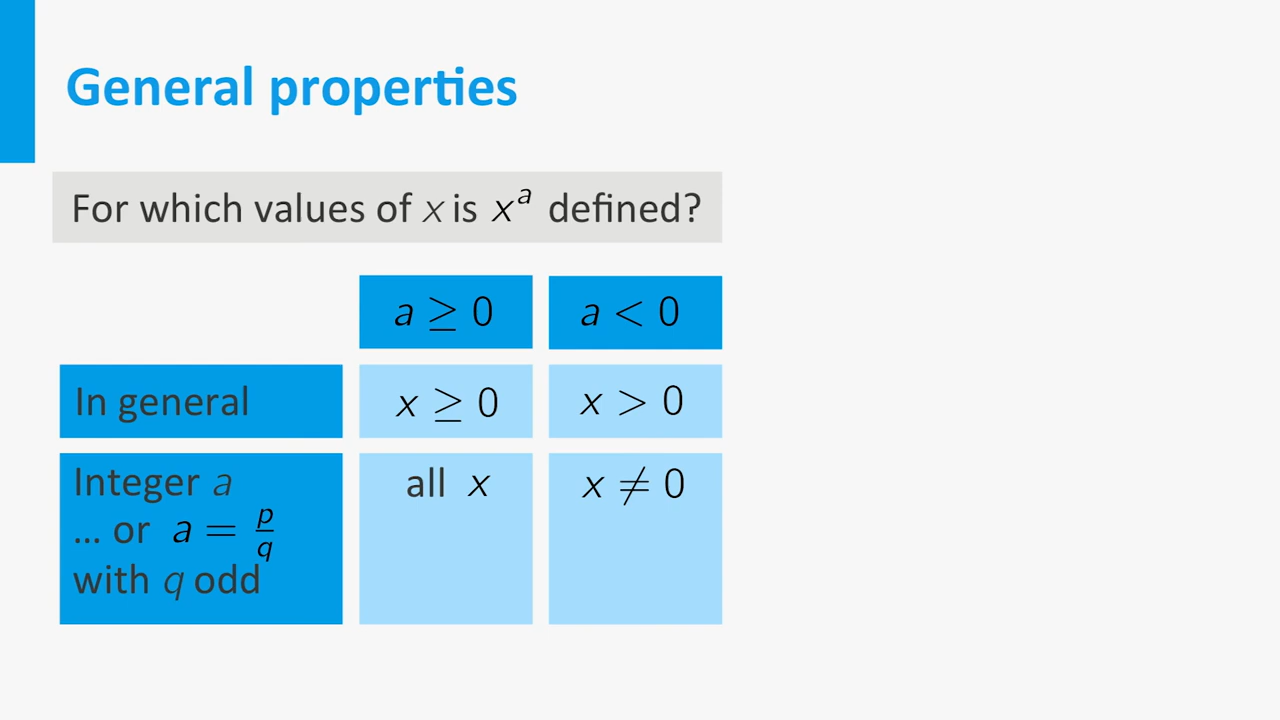 General properties
For which values of x is xᵃ defined?
a ≥ 0 a < 0
In general x ≥ 0 x > 0
Integer a all x x ≠ 0
... or a = p/q
with q odd